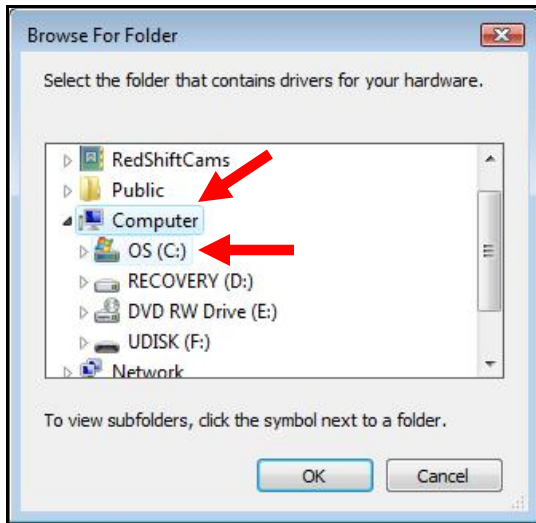 Browse For Folder
Select the folder that contains drivers for your hardware.
RedShiftCams
Public
Computer
OS (C:)
RECOVERY (D:)
DVD RW Drive (E:)
UDISK (F:)
Network
To view subfolders, click the symbol next to a folder.
OK Cancel